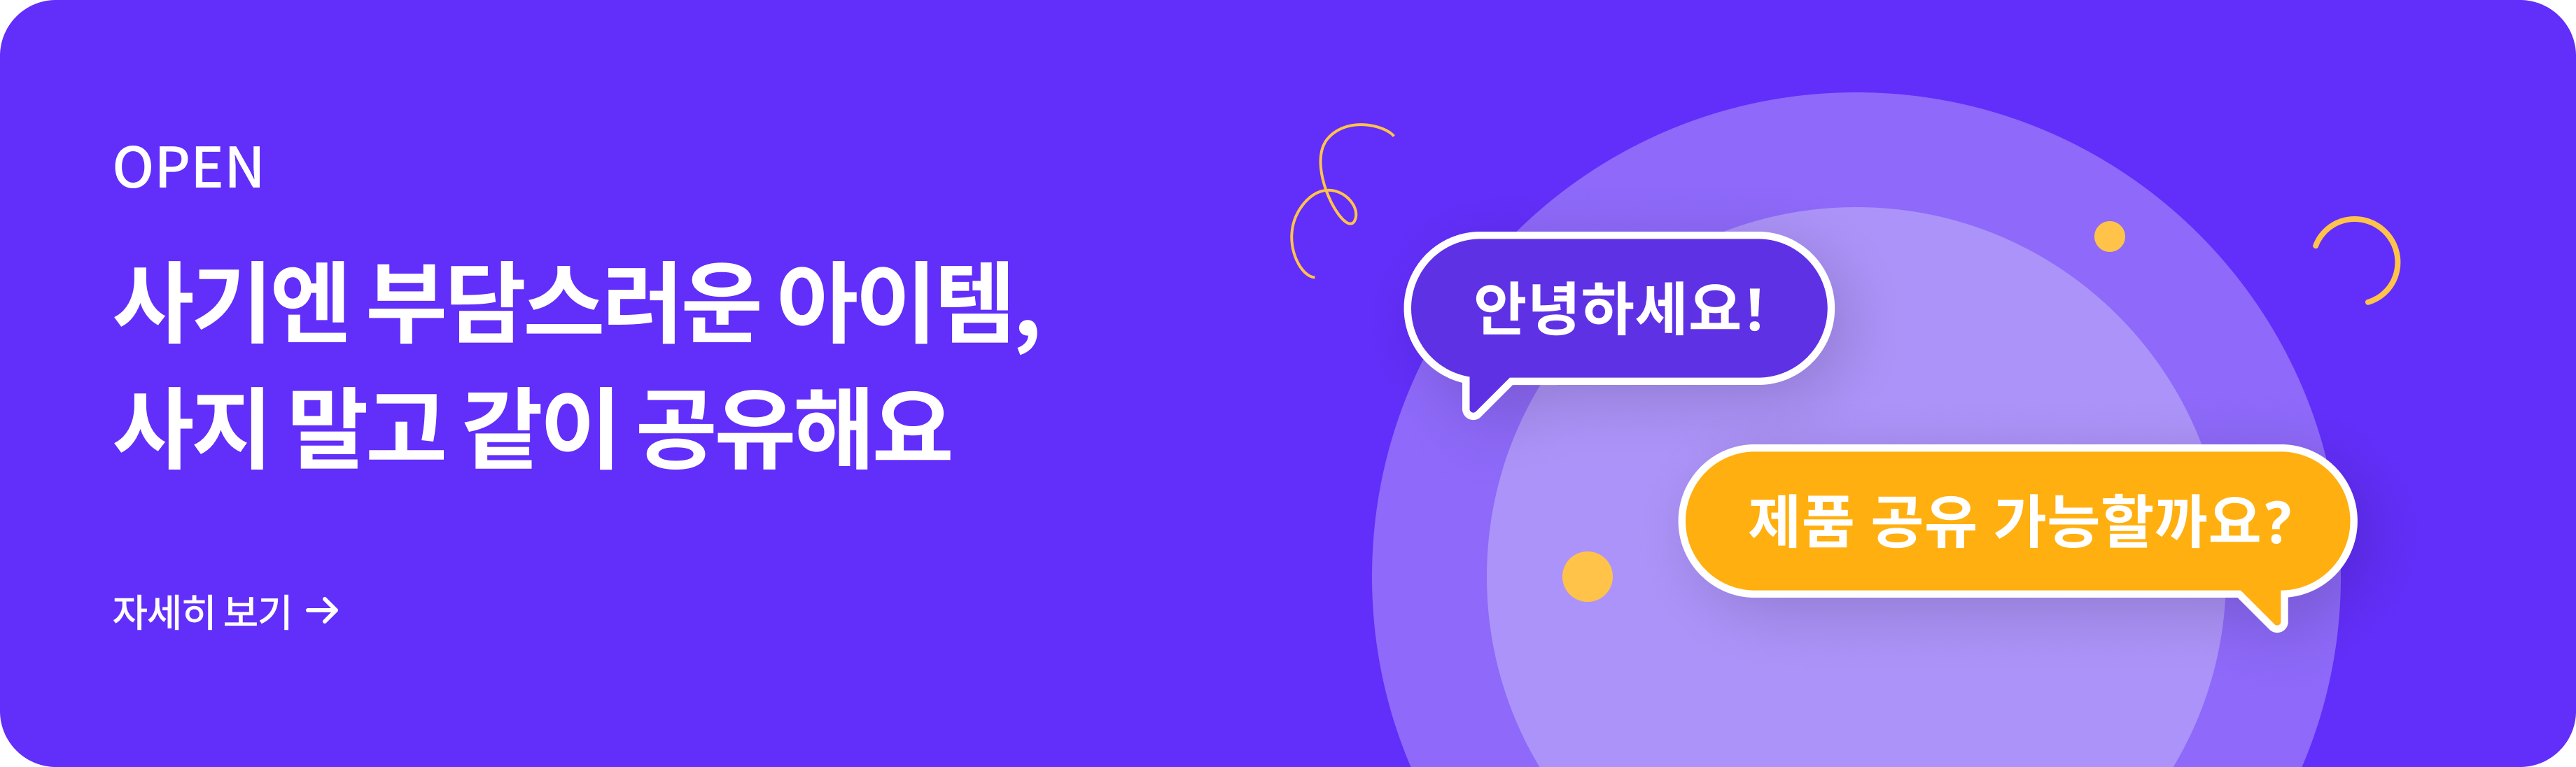 OPEN
사기엔 부담스러운 아이템,
사지 말고 같이 공유해요
자세히 보기 →
안녕하세요!
제품 공유 가능할까요?